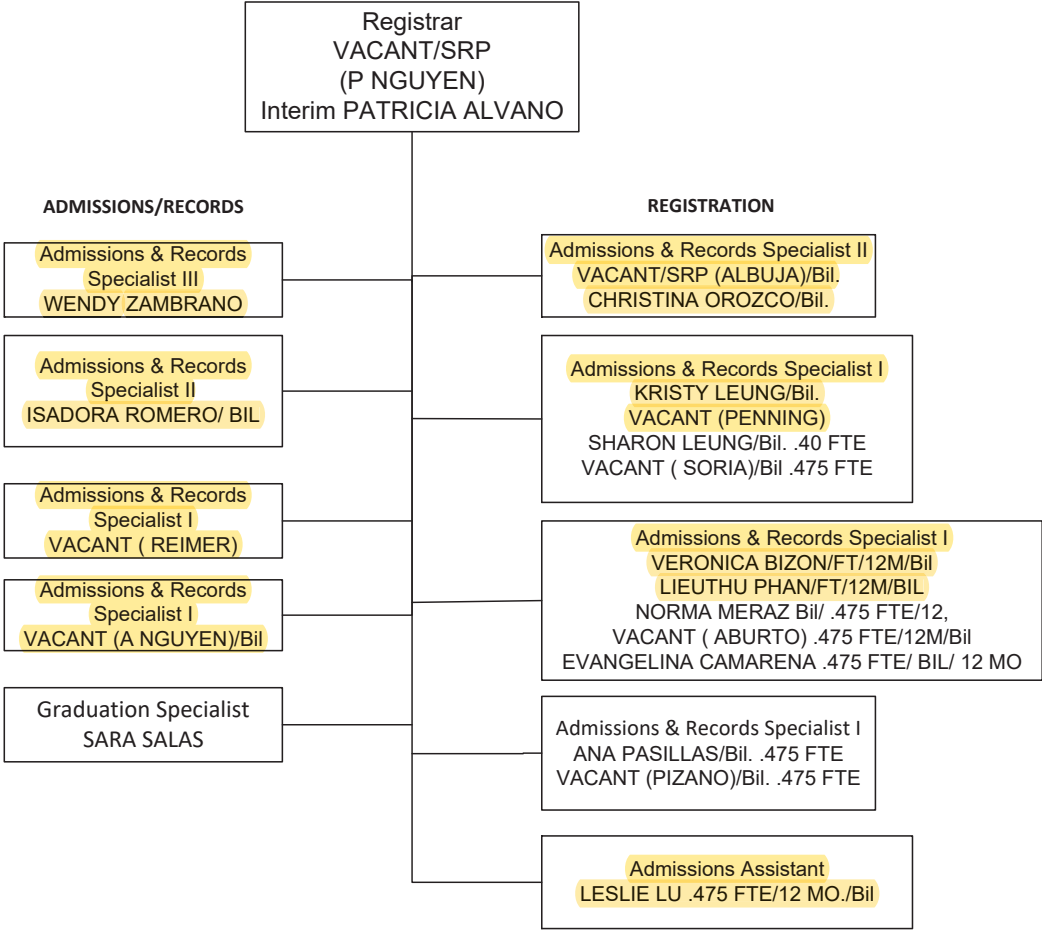 Registrar
VACANT/SRP
(P NGUYEN)
Interim PATRICIA ALVANO
ADMISSIONS/RECORDS
Admissions & Records
Specialist III
WENDY ZAMBRANO
Admissions & Records
Specialist II
ISADORA ROMERO/ BIL
Admissions & Records
Specialist I
VACANT ( REIMER)
Admissions & Records
Specialist I
VACANT (A NGUYEN)/Bil
Graduation Specialist
SARA SALAS
REGISTRATION
Admissions & Records Specialist II
VACANT/SRP (ALBUJA)/Bil.
CHRISTINA OROZCO/Bil.
Admissions & Records Specialist I
KRISTY LEUNG/Bil.
VACANT (PENNING)
SHARON LEUNG/Bil. .40 FTE
VACANT ( SORIA)/Bil .475 FTE
Admissions & Records Specialist I
VERONICA BIZON/FT/12M/Bil
LIEUTHU PHAN/FT/12M/BIL
NORMA MERAZ Bil/ .475 FTE/12,
VACANT ( ABURTO) .475 FTE/12M/Bil
EVANGELINA CAMARENA .475 FTE/ BIL/ 12 MO
Admissions & Records Specialist I
ANA PASILLAS/Bil. .475 FTE
VACANT (PIZANO)/Bil. .475 FTE
Admissions Assistant
LESLIE LU .475 FTE/12 MO./Bil